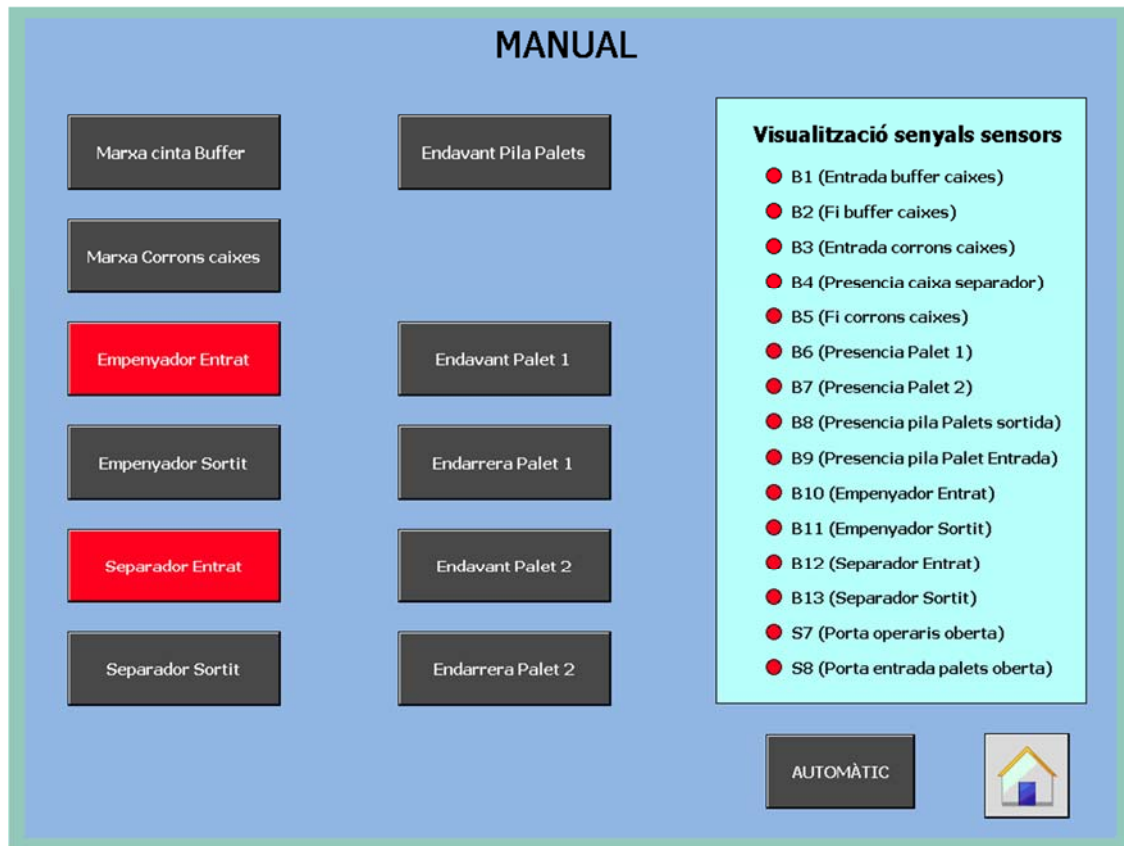 MANUAL
Marxa cinta Buffer
Endavant Pila Palets
Marxa Corrons caixes
Empenyador Entrat
Endavant Palet 1
Empenyador Sortit
Endarrera Palet 1
Separador Entrat
Endavant Palet 2
Separador Sortit
Endarrera Palet 2
Visualització senyals sensors
B1 (Entrada buffer caixes)
B2 (Fi buffer caixes)
B3 (Entrada corrons caixes)
B4 (Presencia caixa separador)
B5 (Fi corrons caixes)
B6 (Presencia Palet 1)
B7 (Presencia Palet 2)
B8 (Presencia pila Palets sortida)
B9 (Presencia pila Palet Entrada)
B10 (Empenyador Entrat)
B11 (Empenyador Sortit)
B12 (Separador Entrat)
B13 (Separador Sortit)
S7 (Porta operaris oberta)
S8 (Porta entrada palets oberta)
AUTOMÀTIC